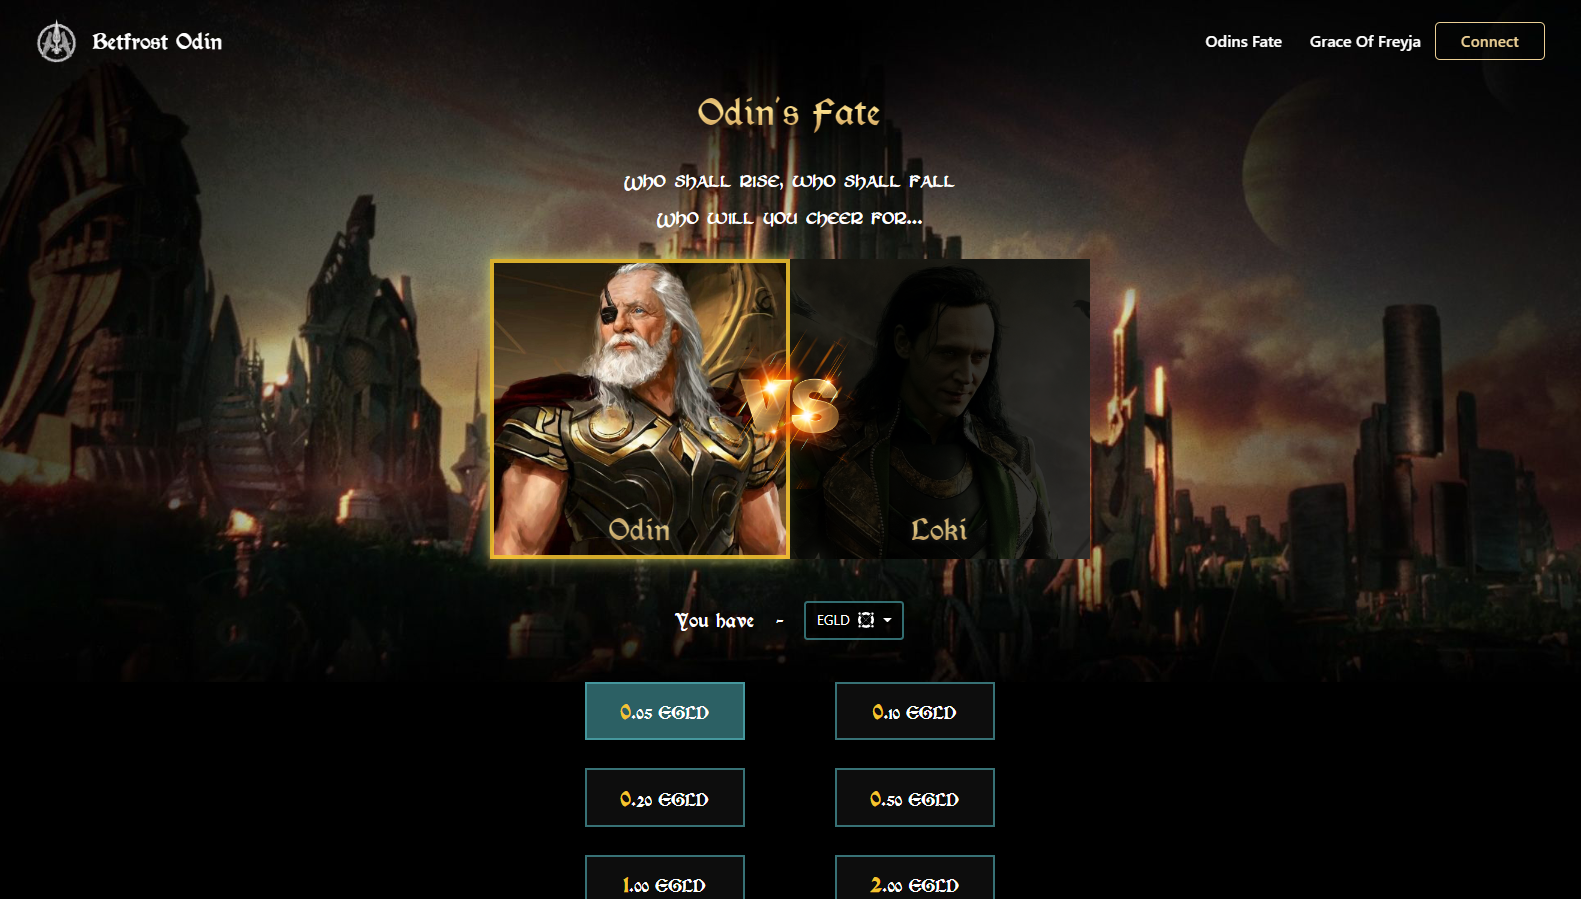 Betfrost Odin
Odins Fate
Grace Of Freyja
Connect
Odin's Fate
Who shall rise, who shall fall
Who will you cheer for...
VS
Odin
Loki
You have -
EGLD
0.05 EGLD
0.10 EGLD
0.20 EGLD
0.50 EGLD
1.00 EGLD
2.00 EGLD